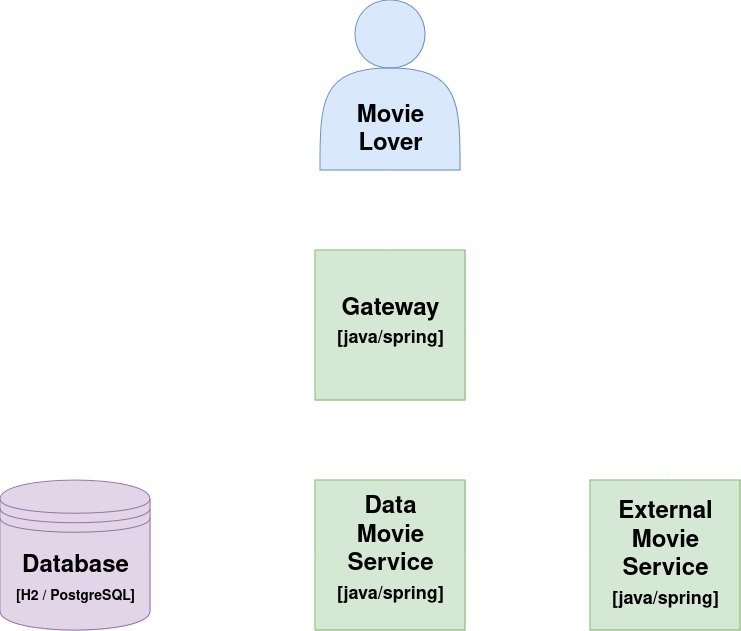 Movie
Lover
Gateway
[java/spring]
Database
[H2 / PostgreSQL]
Data
Movie
Service
[java/spring]
External
Movie
Service
[java/spring]